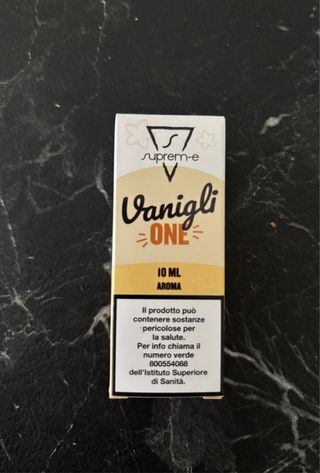 S
suprem-e
Vanigli
ONE
10 ML
AROMA
Il prodotto può
contenere sostanze
pericolose per
la salute.
Per info chiama il
numero verde
800554088
dell'Istituto Superiore
di Sanità.